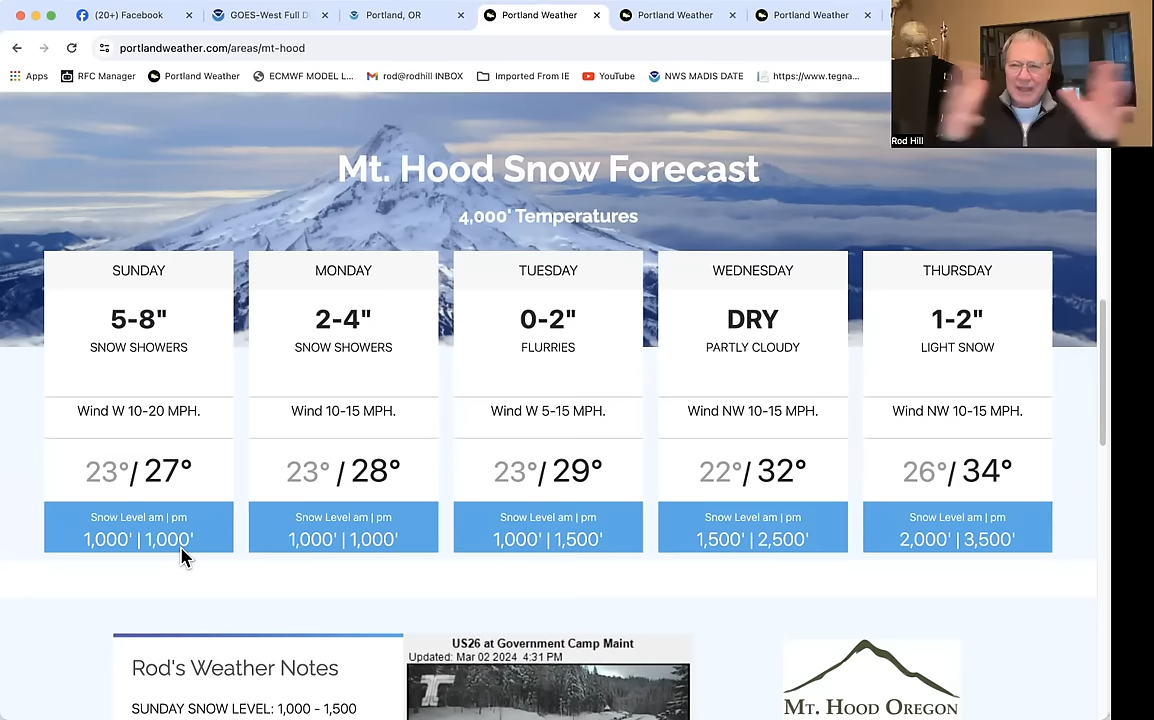 (20+) Facebook
GOES-West Full Di
Portland, OR
Portland Weather
Portland Weather
Portland Weather
portlandweather.com/areas/mt-hood
Apps
RFC Manager
Portland Weather
ECMWF MODEL L...
rod@rodhill INBOX
Imported From IE
YouTube
NWS MADIS DATE
https://www.tegna...
Rod Hill
Mt. Hood Snow Forecast
4,000' Temperatures
SUNDAY
5-8"
SNOW SHOWERS
Wind W 10-20 MPH.
23°/27°
Snow Level am | pm
1,000' | 1,000'
MONDAY
2-4"
SNOW SHOWERS
Wind 10-15 MPH.
23° /28°
Snow Level am | pm
1,000' | 1,000'
TUESDAY
0-2"
FLURRIES
Wind W 5-15 MPH.
23°/29°
Snow Level am | pm
1,000' | 1,500'
WEDNESDAY
DRY
PARTLY CLOUDY
Wind NW 10-15 MPH.
22°/32°
Snow Level am | pm
1,500' | 2,500'
THURSDAY
1-2"
LIGHT SNOW
Wind NW 10-15 MPH.
26°/34°
Snow Level am | pm
2,000' | 3,500'
Rod's Weather Notes
SUNDAY SNOW LEVEL: 1,000 - 1,500
US26 at Government Camp Maint
Updated: Mar 02 2024 4:31 PM
MT. HOOD OREGON